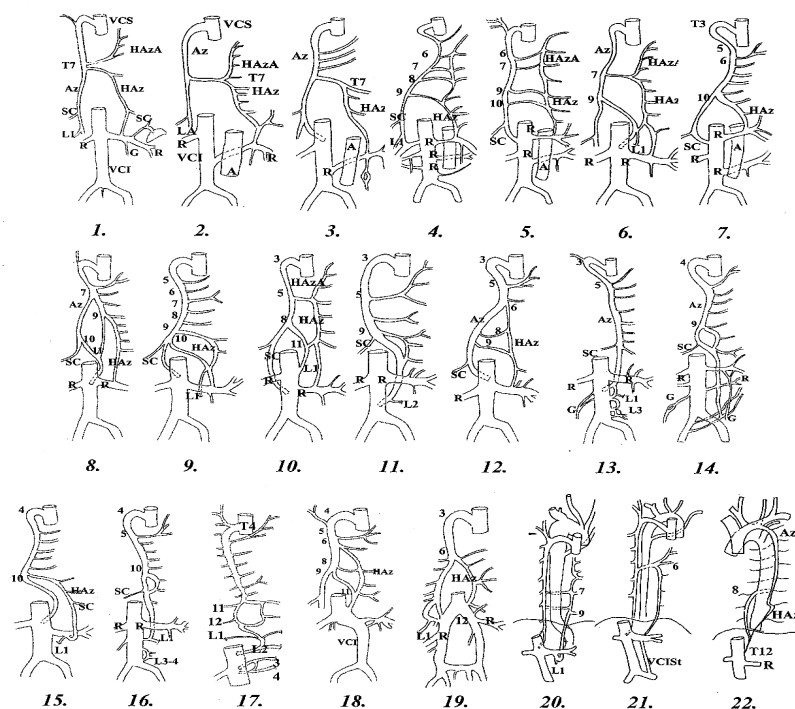 VCS
HAzA
T7
Az HAz
SC SC
L1
R G R
VCI
1.
VCS
Az
HAzA
T7
HAz
LA
R
VCI A R
2.
Az
T7
HAz
A
R
3.
6
7
8
9
SC HAz
L1 R
R
R
4.
6
7 HAzA
9
10 HAz
SC R
R A
5.
Az
7
HAz
9
L1
R R
6.
T3
5
6
10
HAz
SC R
A
R
7.
7
Az
9
10
SC HAz
R R
8.
5
6
7
8
9
10 HAz
SC
L1
9.
3
5
HAzA
8 HAz
11
SC L1
R R
10.
3
5
9
SC
L2
11.
3
5
6
Az
8
9 HAz
SC
R
12.
3
5
Az
SC
R R
L1
G L3
13.
4
5
9
SC
R R
G G
14.
4
10
HAz
SC
L1
15.
4
5
10
SC
R R
L1
L3-4
16.
T4
11
12
L1
L2
3
4
17.
4
5
6
8
9 HAz
11
VCI
18.
3
6
HAz
L1 12 R
R
19.
7
9
L1
20.
6
VCISt
21.
Az
8
HAz
T12
R
22.